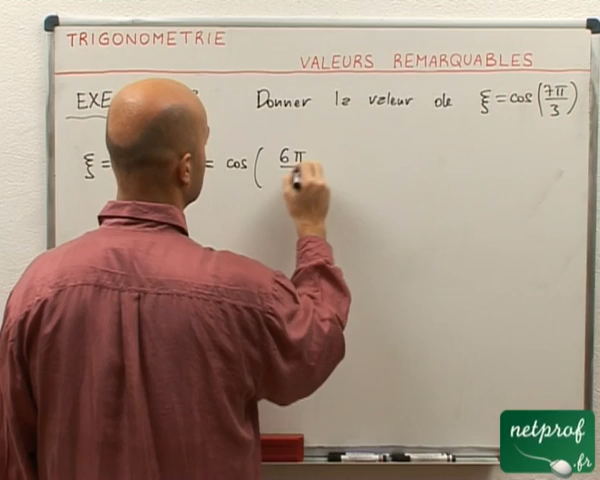 TRIGONOMETRIE
VALEURS REMARQUABLES
EXE Donner la valeur de ξ = cos(7π/3)
ξ = = cos( 6π
netprof
.fr